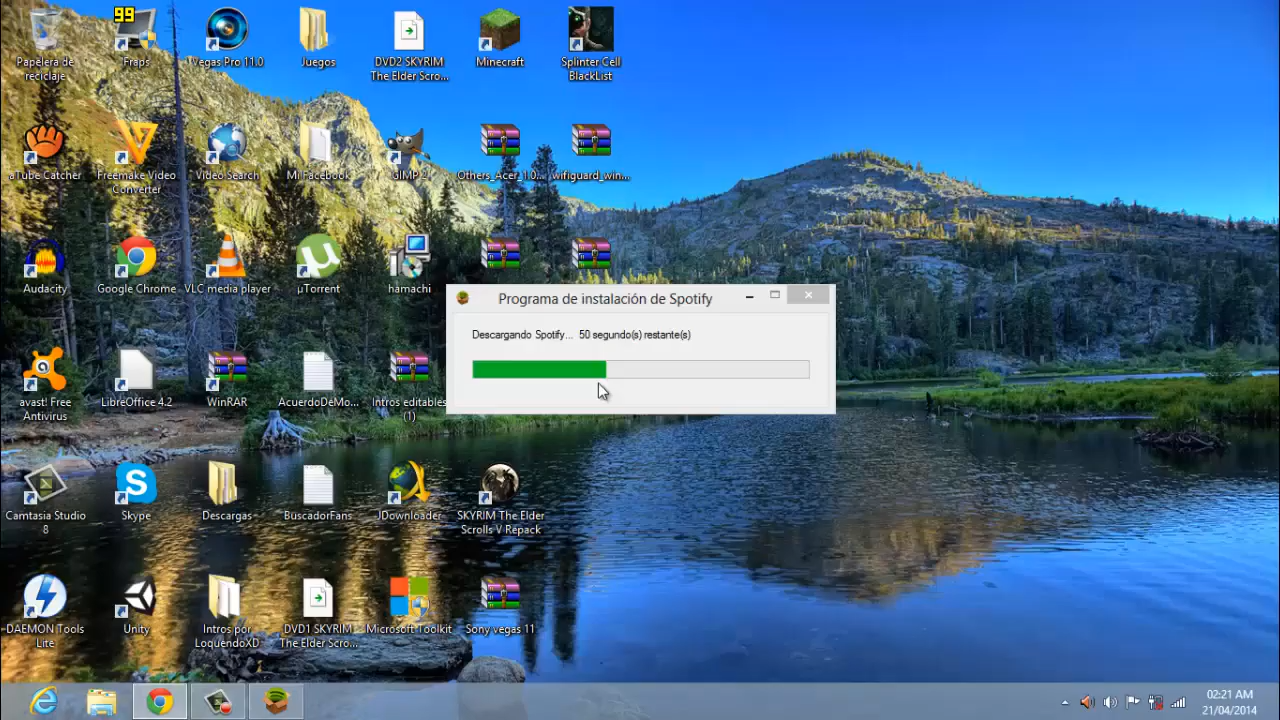 99
Papelera de
reciclaje
Fraps
Vegas Pro 11.0
Juegos
DVD2 SKYRIM
The Elder Scro...
Minecraft
Splinter Cell
BlackList
aTube Catcher
Freemake Video
Converter
Video Search
Mi Facebook
GIMP 2
Others_Acer_1.0...
wifiguard_win...
Audacity
Google Chrome
VLC media player
µTorrent
hamachi
Programa de instalación de Spotify
Descargando Spotify... 50 segundo(s) restante(s)
avast! Free
Antivirus
LibreOffice 4.2
WinRAR
AcuerdoDeMo...
Intros editables
(1)
Camtasia Studio
8
Skype
Descargas
BuscadorFans
JDownloader
SKYRIM The Elder
Scrolls V Repack
DAEMON Tools
Lite
Unity
Intros por
LoquendoXD
DVD1 SKYRIM
The Elder Scro...
Microsoft Toolkit
Sony vegas 11
02:21 AM
21/04/2014